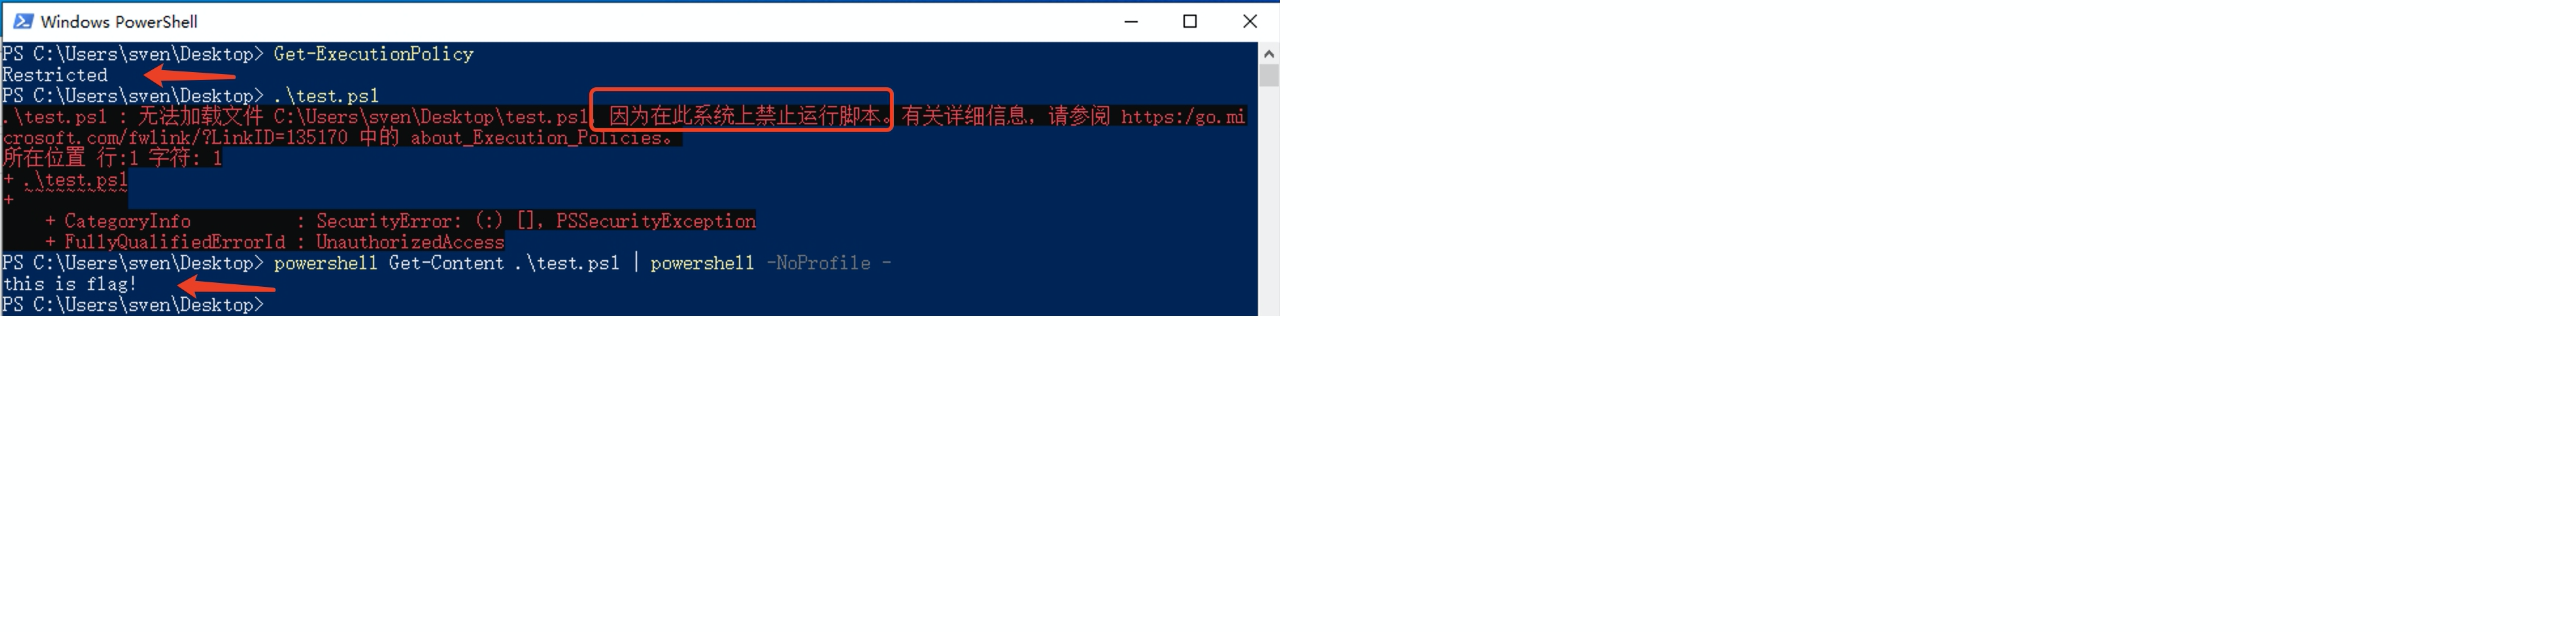 Windows PowerShell
PS C:\Users\sven\Desktop> Get-ExecutionPolicy
Restricted
PS C:\Users\sven\Desktop> .\test.ps1
.\test.ps1 : 无法加载文件 C:\Users\sven\Desktop\test.ps1，因为在此系统上禁止运行脚本。有关详细信息，请参阅 https:/go.mi
crosoft.com/fwlink/?LinkID=135170 中的 about_Execution_Policies。
所在位置 行:1 字符: 1
+ .\test.ps1
+ ~~~~~~~~~~
    + CategoryInfo          : SecurityError: (:) [], PSSecurityException
    + FullyQualifiedErrorId : UnauthorizedAccess
PS C:\Users\sven\Desktop> powershell Get-Content .\test.ps1 | powershell -NoProfile -
this is flag!
PS C:\Users\sven\Desktop>